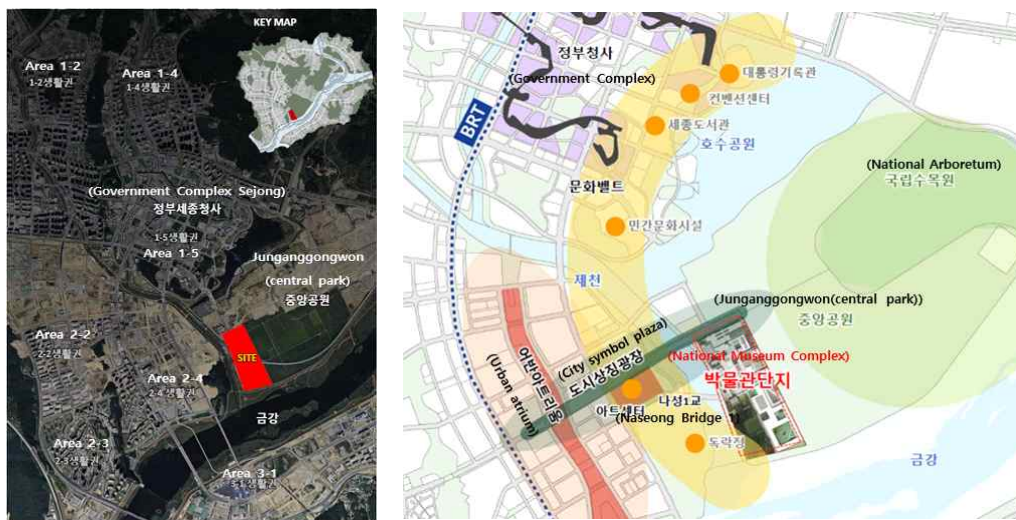 KEY MAP
Area 1-2
1-2생활권
Area 1-4
1-4생활권
(Government Complex Sejong)
정부세종청사
1-5생활권
Area 1-5
Junganggongwon
(central park)
중앙공원
SITE
Area 2-2
2-2생활권
Area 2-4
2-4생활권
금강
Area 2-3
2-3생활권
Area 3-1
3-1생활권
정부청사
(Government Complex)
대통령기록관
컨벤션센터
BRT
세종도서관
호수공원
(National Arboretum)
국립수목원
문화벨트
민간문화시설
제천
(Junganggongwon(central park))
중앙공원
(City symbol plaza)
도시상징광장
(National Museum Complex)
박물관단지
어반아트리움
(Urban atrium)
아트센터
나성1교
(Naseong Bridge 1)
독락정
금강